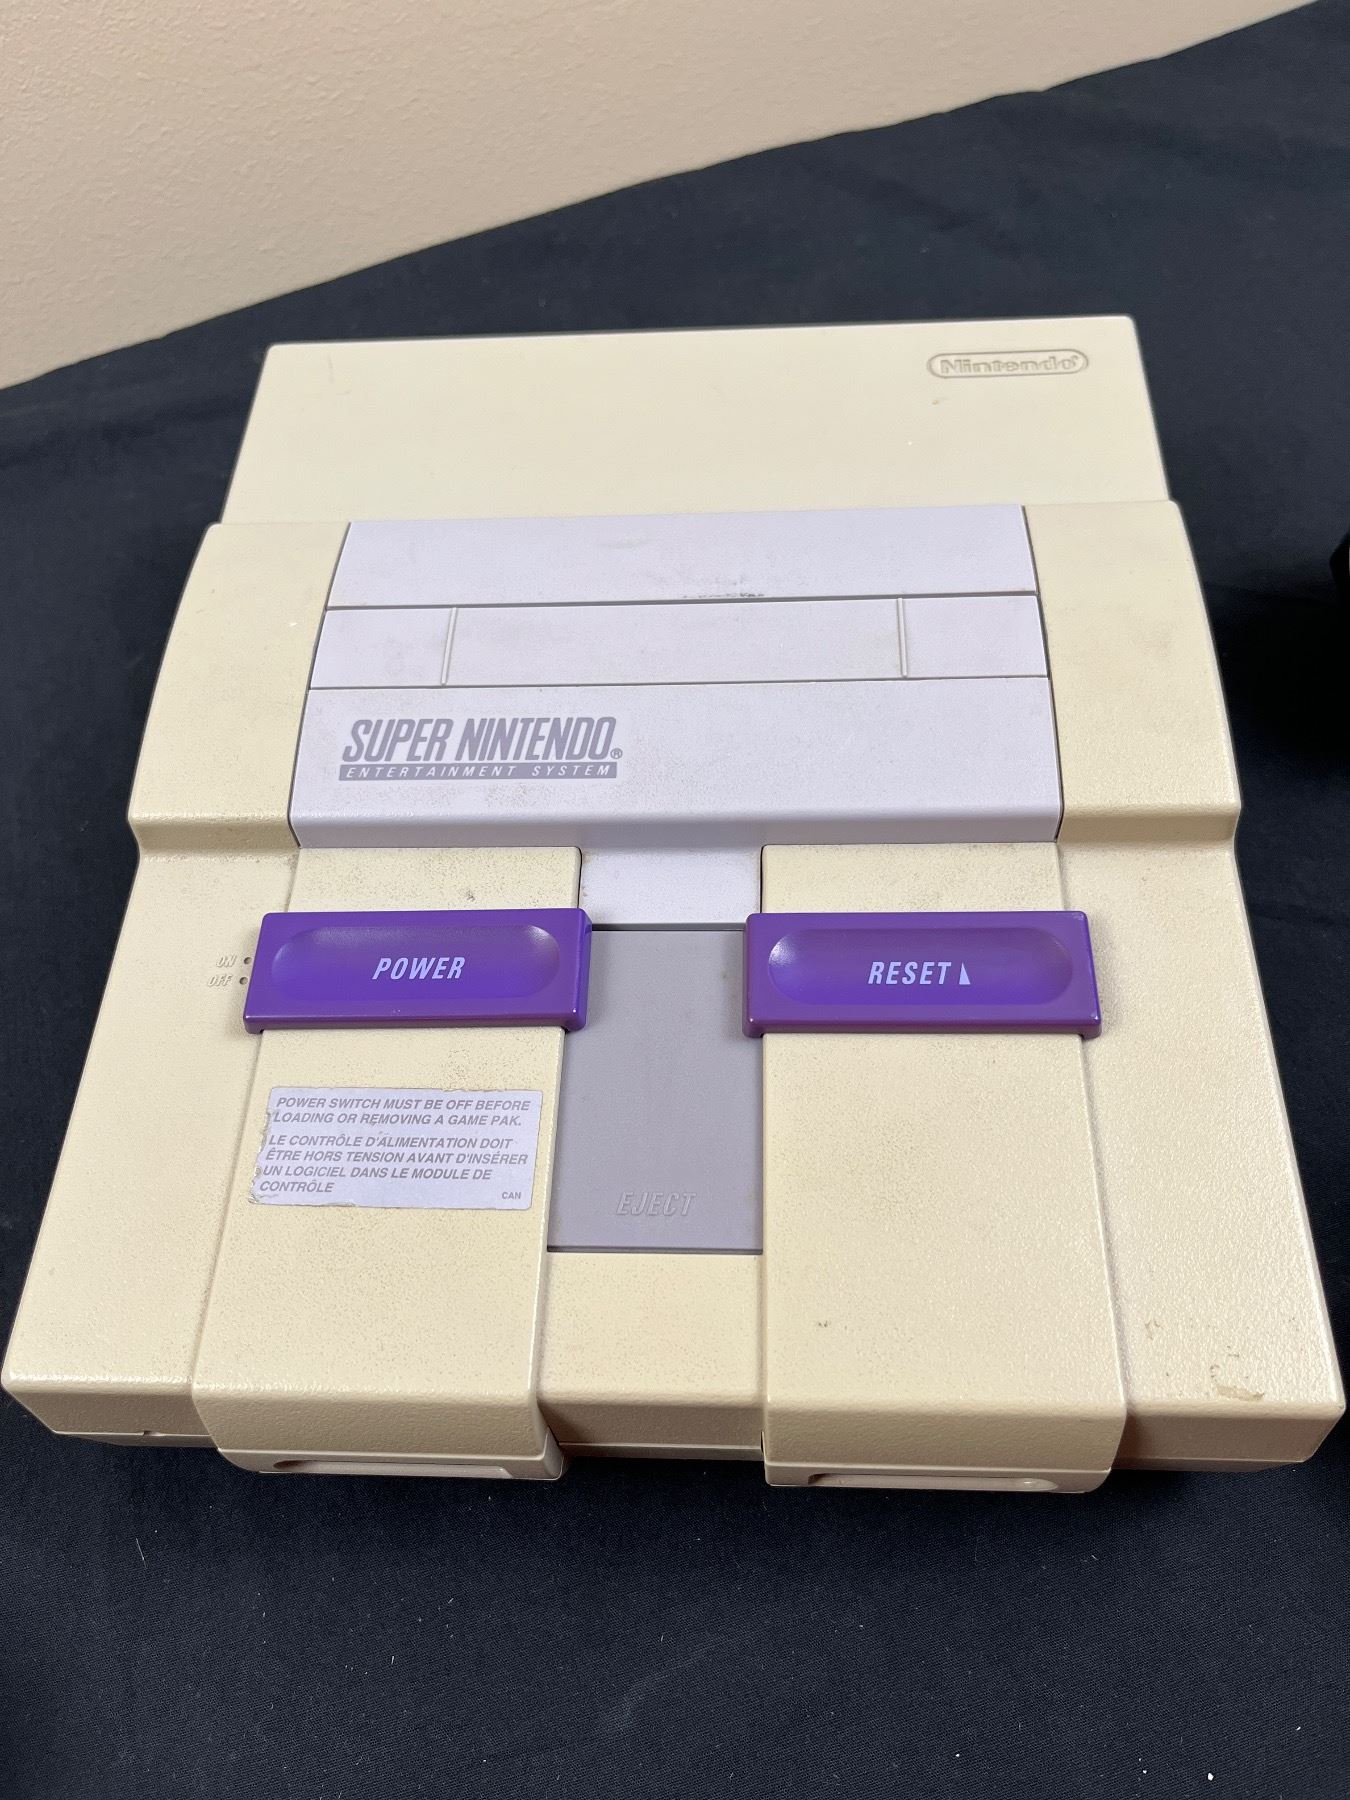 Nintendo®
SUPER NINTENDO®
ENTERTAINMENT SYSTEM
ON
OFF
POWER
RESET
POWER SWITCH MUST BE OFF BEFORE
LOADING OR REMOVING A GAME PAK.
LE CONTRÔLE D'ALIMENTATION DOIT
ÊTRE HORS TENSION AVANT D'INSÉRER
UN LOGICIEL DANS LE MODULE DE
CONTRÔLE
CAN
EJECT